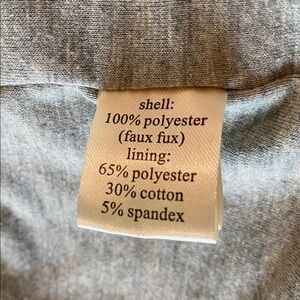 shell:
100% polyester
(faux fux)
lining:
65% polyester
30% cotton
5% spandex